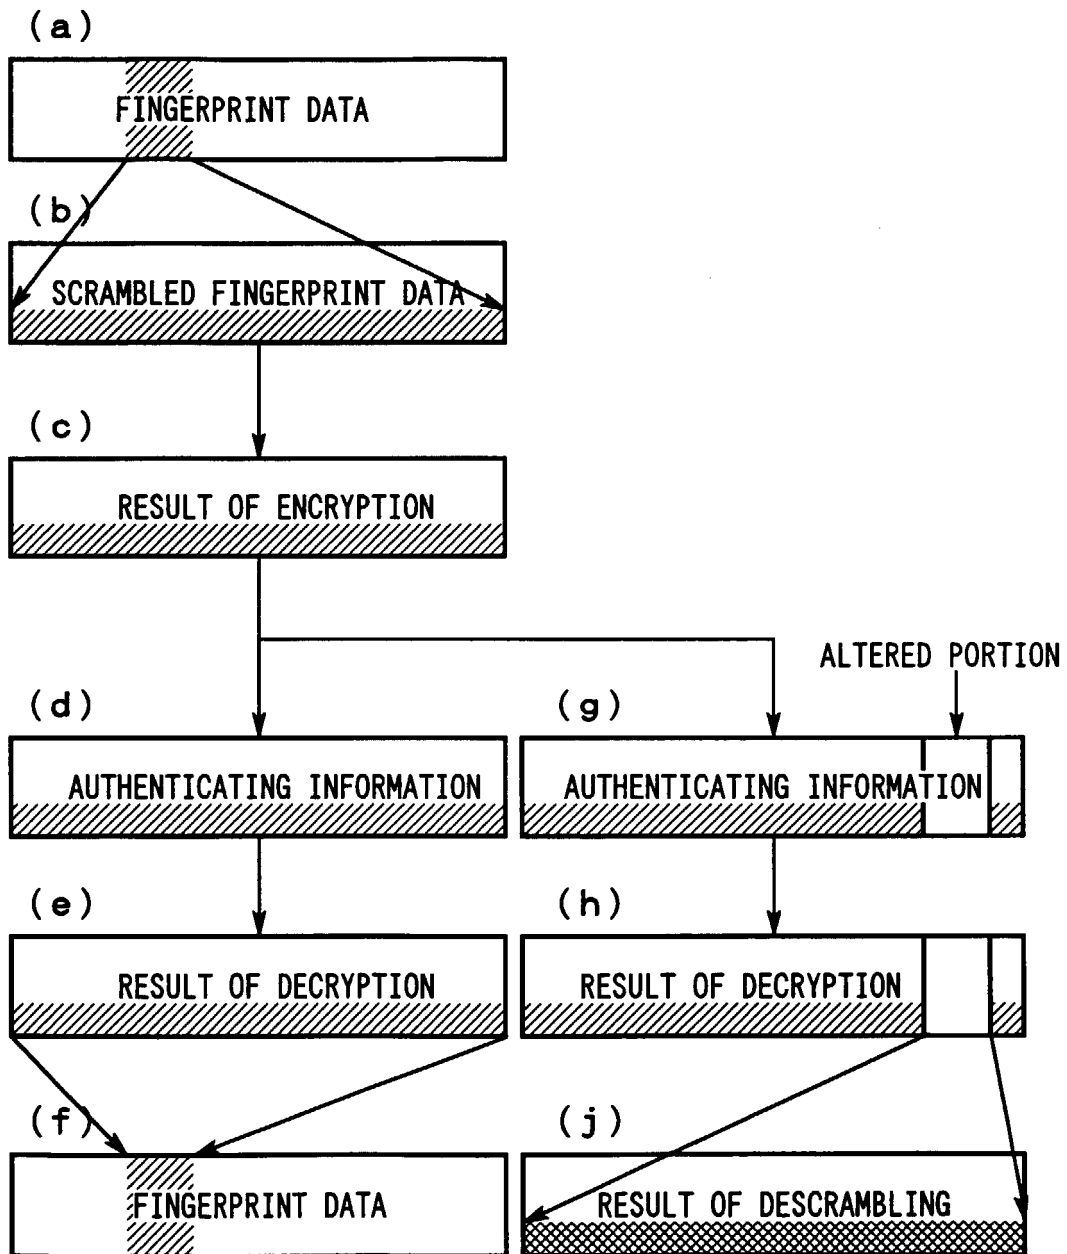 (a)
FINGERPRINT DATA
(b)
SCRAMBLED FINGERPRINT DATA
(c)
RESULT OF ENCRYPTION
ALTERED PORTION
(d)
(g)
AUTHENTICATING INFORMATION
AUTHENTICATING INFORMATION
(e)
(h)
RESULT OF DECRYPTION
RESULT OF DECRYPTION
(f)
(j)
FINGERPRINT DATA
RESULT OF DESCRAMBLING